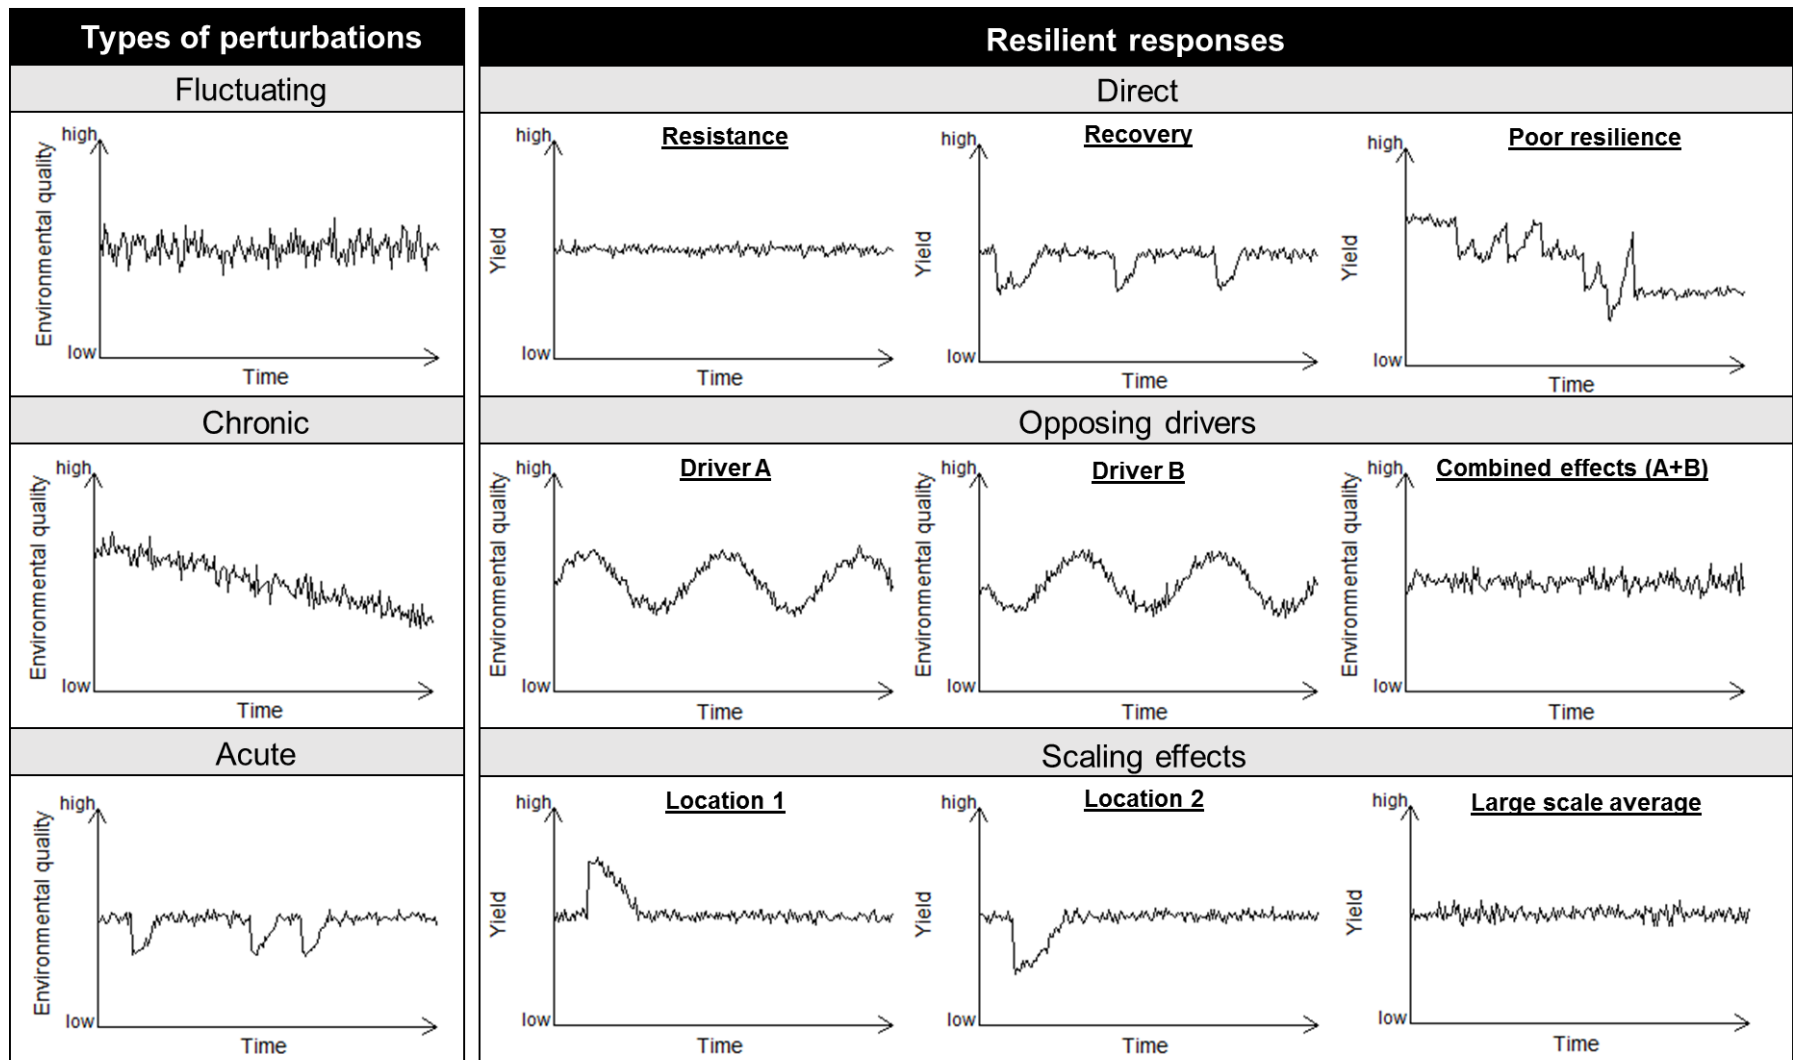 Types of perturbations
Resilient responses
Fluctuating
Direct
high
Environmental quality
low
Time
Resistance
high
Yield
low
Time
Recovery
high
Yield
low
Time
Poor resilience
high
Yield
low
Time
Chronic
Opposing drivers
high
Environmental quality
low
Time
Driver A
high
Environmental quality
low
Time
Driver B
high
Environmental quality
low
Time
Combined effects (A+B)
high
Environmental quality
low
Time
Acute
Scaling effects
high
Environmental quality
low
Time
Location 1
high
Yield
low
Time
Location 2
high
Yield
low
Time
Large scale average
high
Yield
low
Time